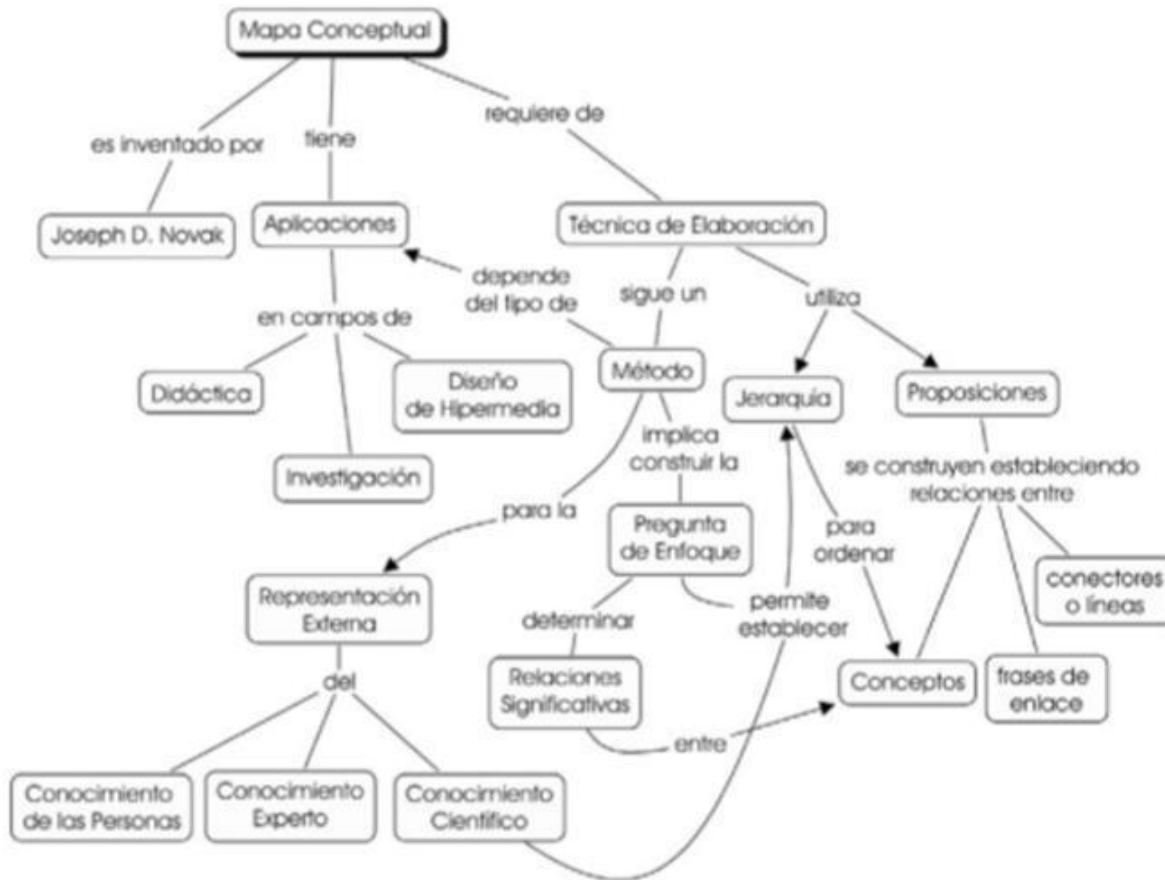 Mapa Conceptual
requiere de
es inventado por
tiene
Joseph D. Novak
Aplicaciones
Técnica de Elaboración
depende
del tipo de
sigue un
utiliza
en campos de
Didáctica
Diseño
de Hipermedia
Investigación
Método
Jerarquía
Proposiciones
implica
construir la
se construyen estableciendo
relaciones entre
para la
Pregunta
de Enfoque
para
ordenar
conectores
o líneas
Representación
Externa
determinar
permite
establecer
del
Relaciones
Significativas
Conceptos
frases de
enlace
entre
Conocimiento
de las Personas
Conocimiento
Experto
Conocimiento
Científico